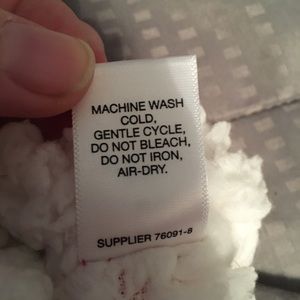 MACHINE WASH
COLD,
GENTLE CYCLE,
DO NOT BLEACH,
DO NOT IRON,
AIR-DRY.
SUPPLIER 76091-8